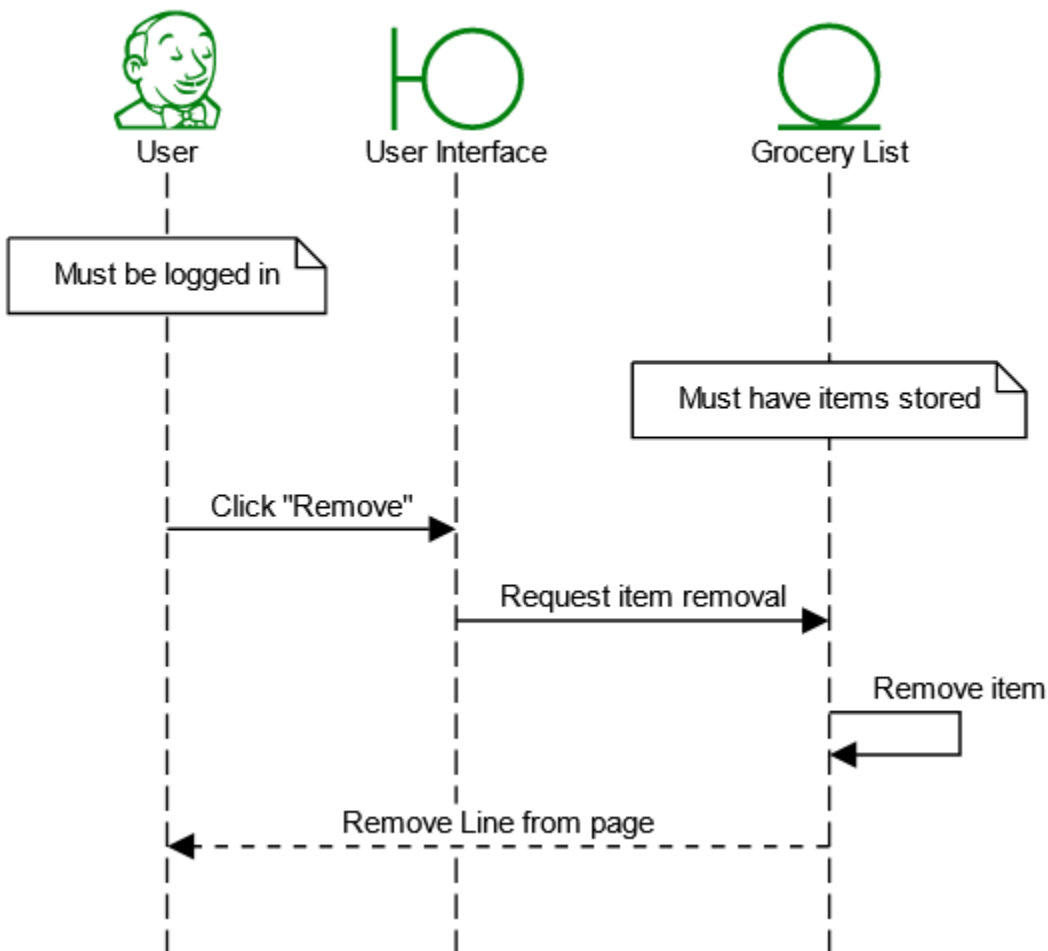 User
User Interface
Grocery List
Must be logged in
Must have items stored
Click "Remove"
Request item removal
Remove item
Remove Line from page